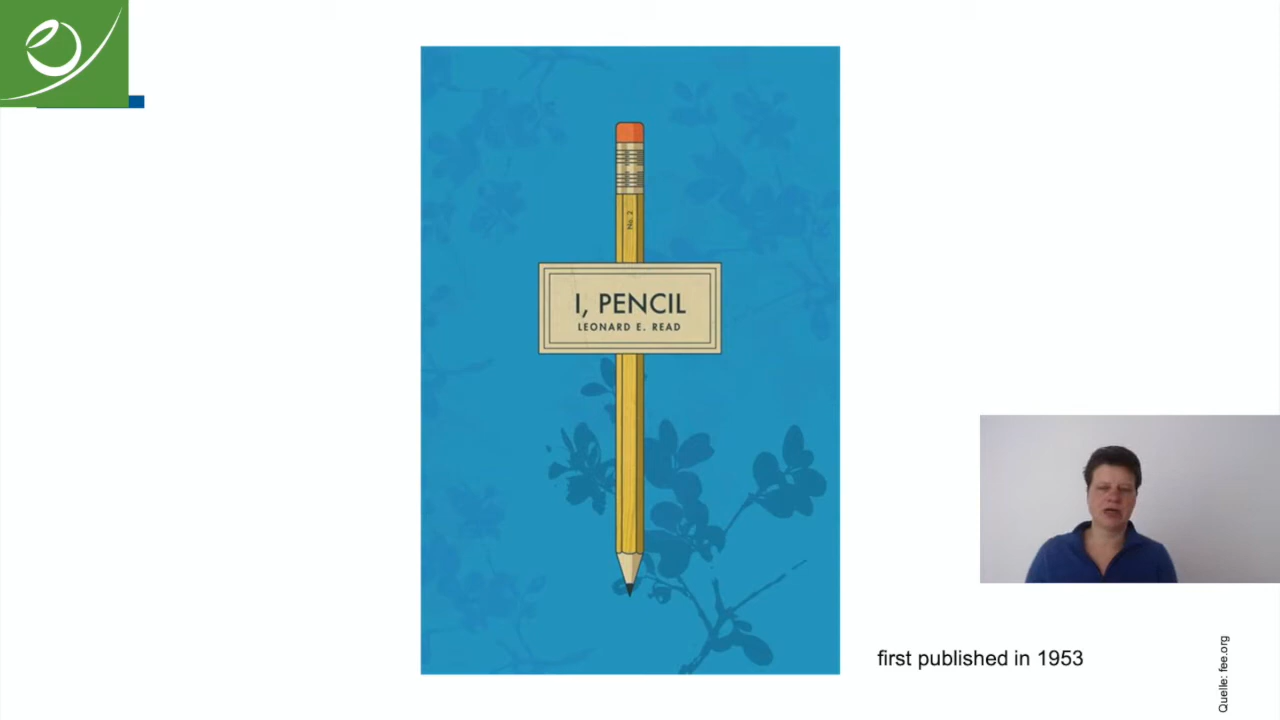 No. 2
I, PENCIL
LEONARD E. READ
first published in 1953
Quelle: fee.org